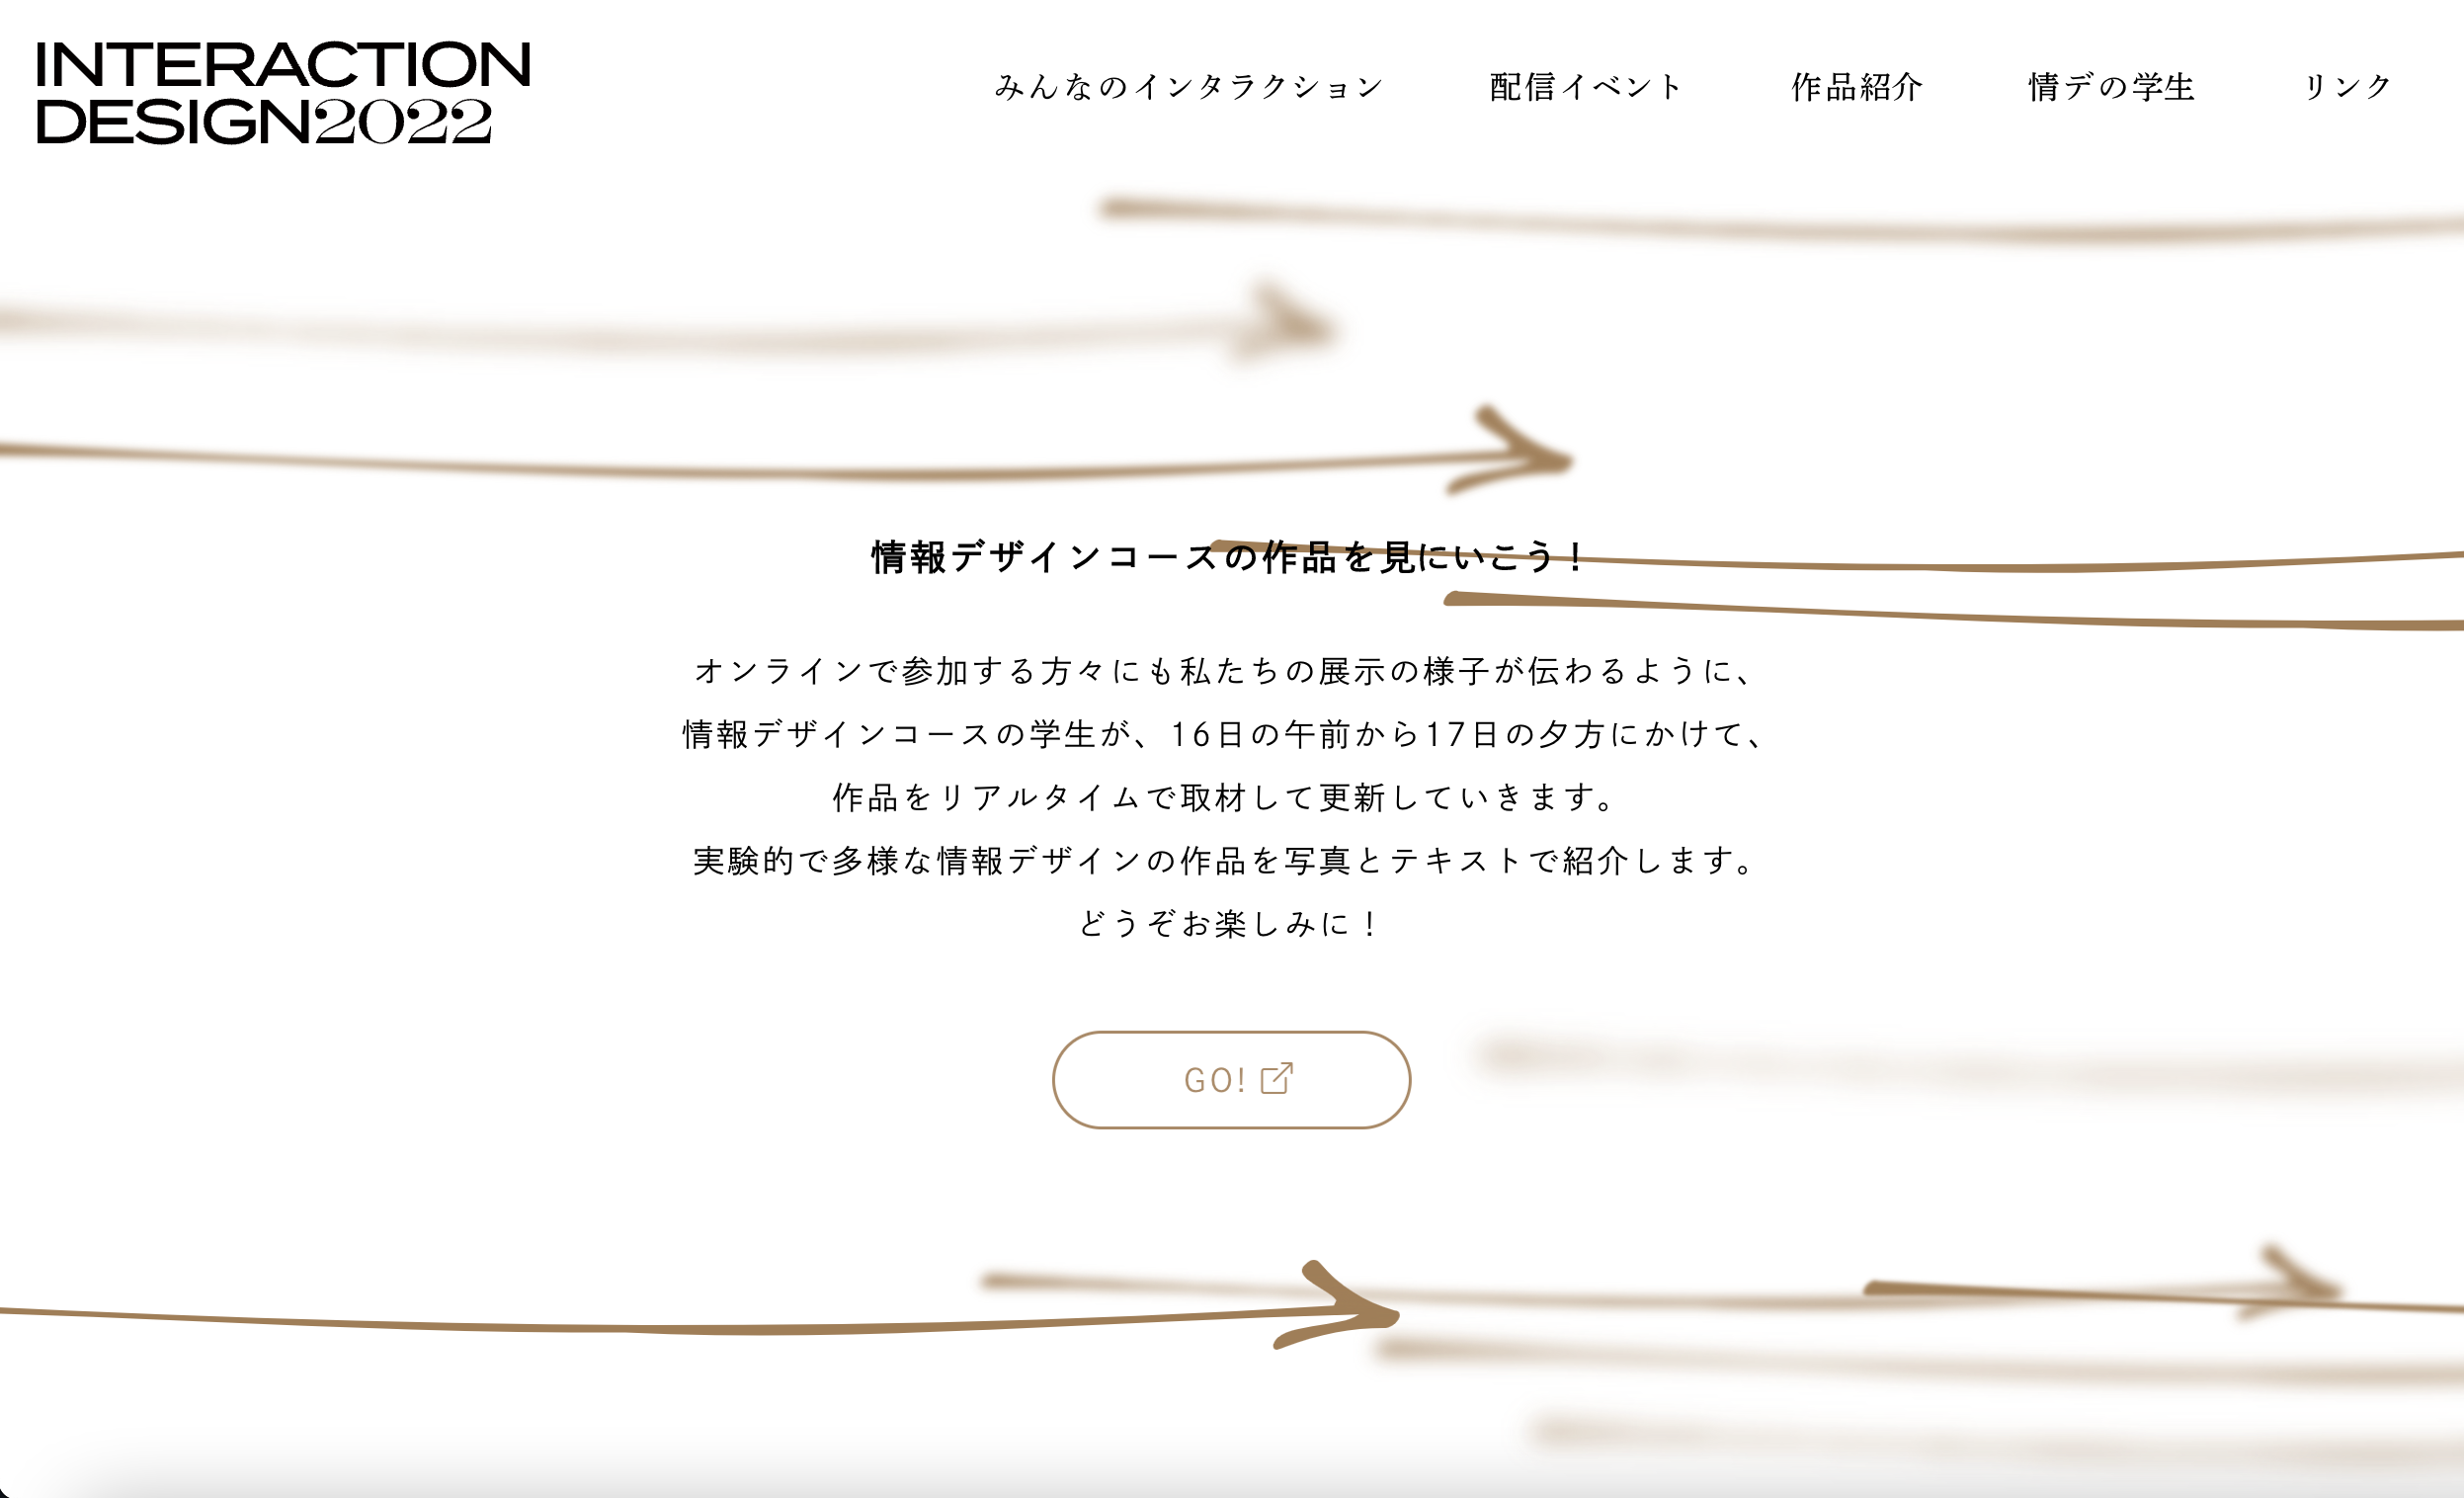 INTERACTION
DESIGN2022
みんなのインタラクション 配信イベント 作品紹介 情デの学生 リンク
情報デザインコースの作品を見にいこう！
オンラインで参加する方々にも私たちの展示の様子が伝わるように、
情報デザインコースの学生が、16日の午前から17日の夕方にかけて、
作品をリアルタイムで取材して更新していきます。
実験的で多様な情報デザインの作品を写真とテキストで紹介します。
どうぞお楽しみに！
GO!